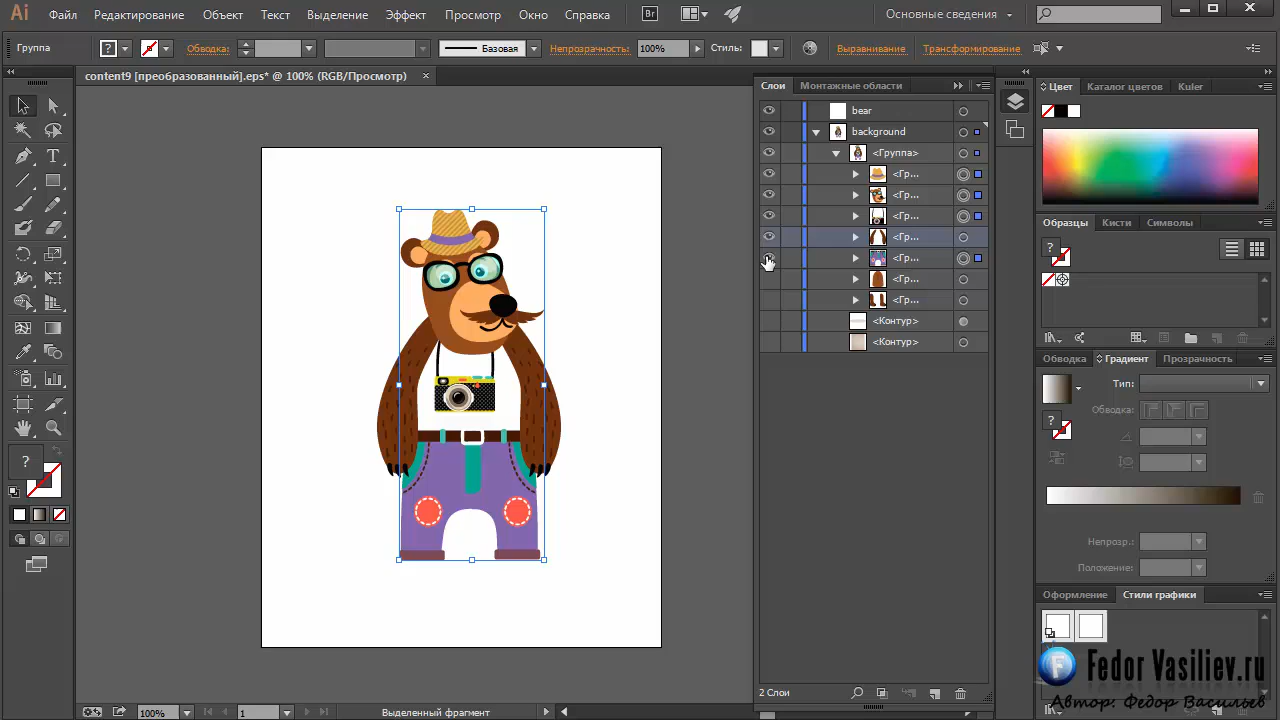 Ai Файл Редактирование Объект Текст Выделение Эффект Просмотр Окно Справка Br Основные сведения
Группа ? Обводка: Базовая Непрозрачность: 100% Стиль: Выравнивание Трансформирование
content9 [преобразованный].eps* @ 100% (RGB/Просмотр) ×
Слои Монтажные области
bear
background
<Группа>
<Гр...
<Гр...
<Гр...
<Гр...
<Гр...
<Гр...
<Гр...
<Контур>
<Контур>
2 Слои
Цвет Каталог цветов Kuler
Образцы Кисти Символы
?
Обводка Градиент Прозрачность
Тип:
Обводка:
?
Непрозр.:
Положение:
Оформление Стили графики
?
Fedor Vasiliev.ru
Автор: Федор Васильев
100% 1 Выделенный фрагмент